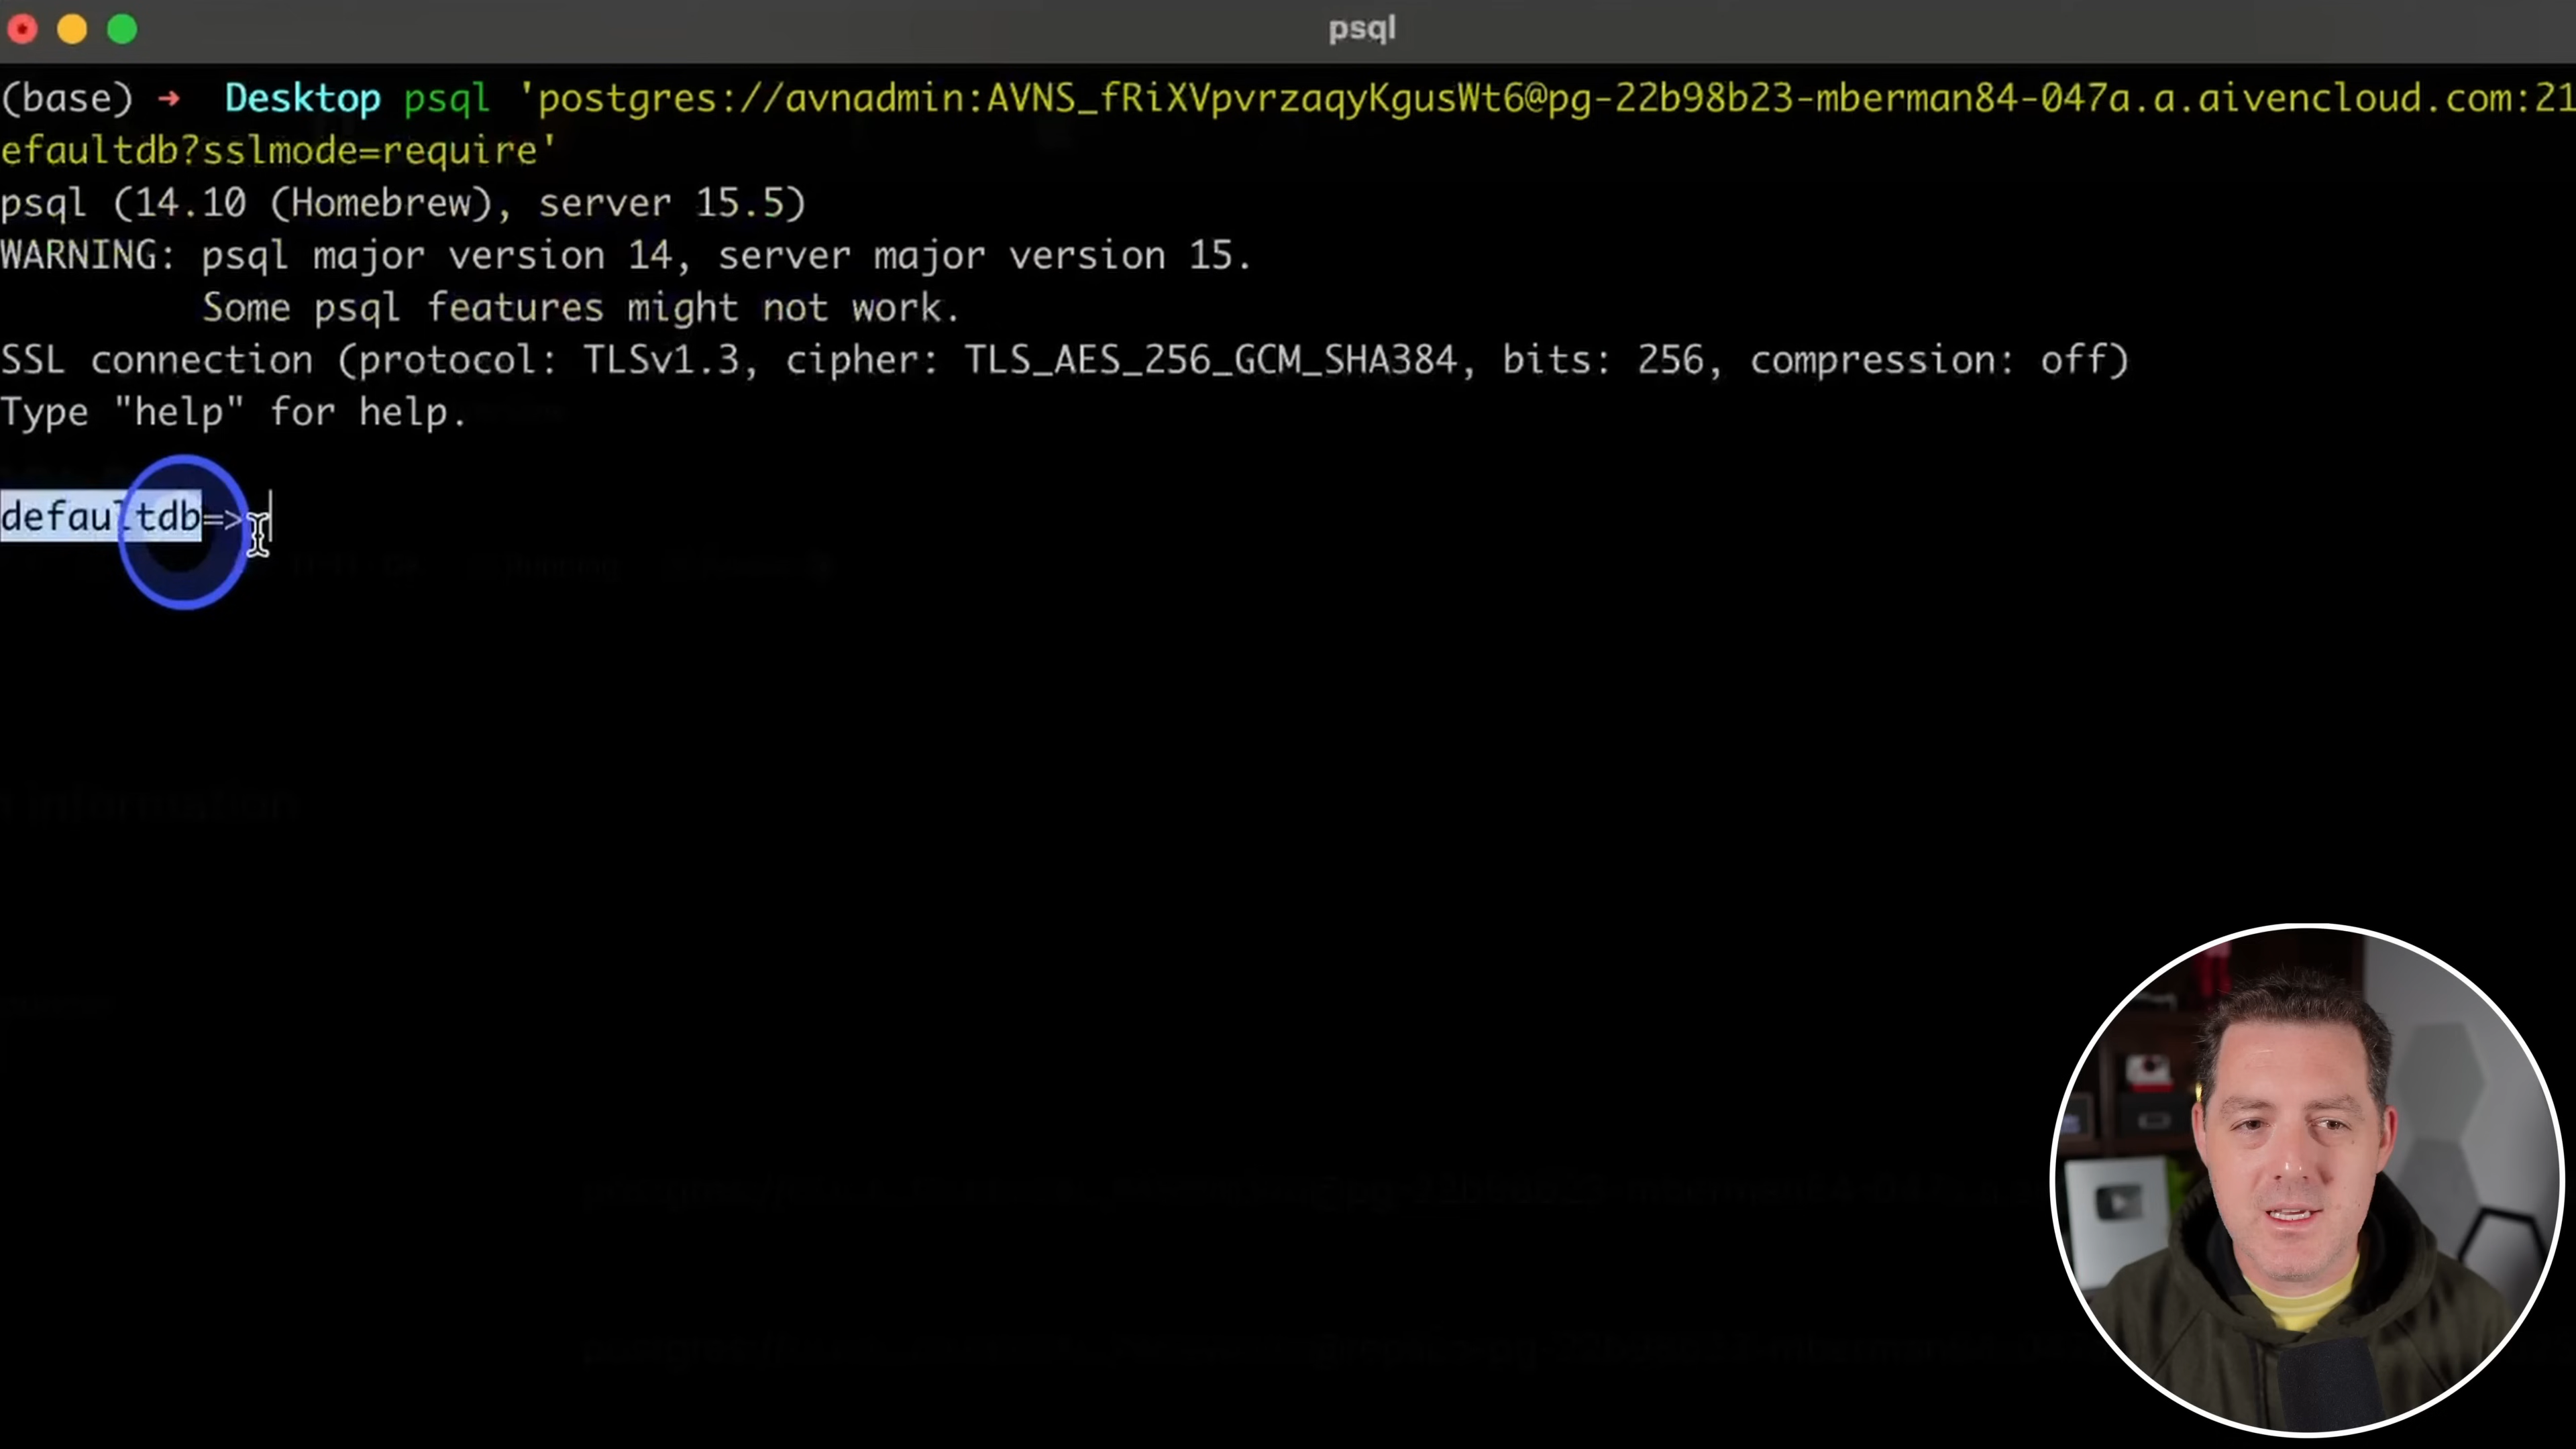 psql
(base) → Desktop psql 'postgres://avnadmin:AVNS_fRiXVpvrzaqyKgusWt6@pg-22b98b23-mberman84-047a.a.aivencloud.com:21
efaultdb?sslmode=require'
psql (14.10 (Homebrew), server 15.5)
WARNING: psql major version 14, server major version 15.
Some psql features might not work.
SSL connection (protocol: TLSv1.3, cipher: TLS_AES_256_GCM_SHA384, bits: 256, compression: off)
Type "help" for help.
defaultdb=>
information